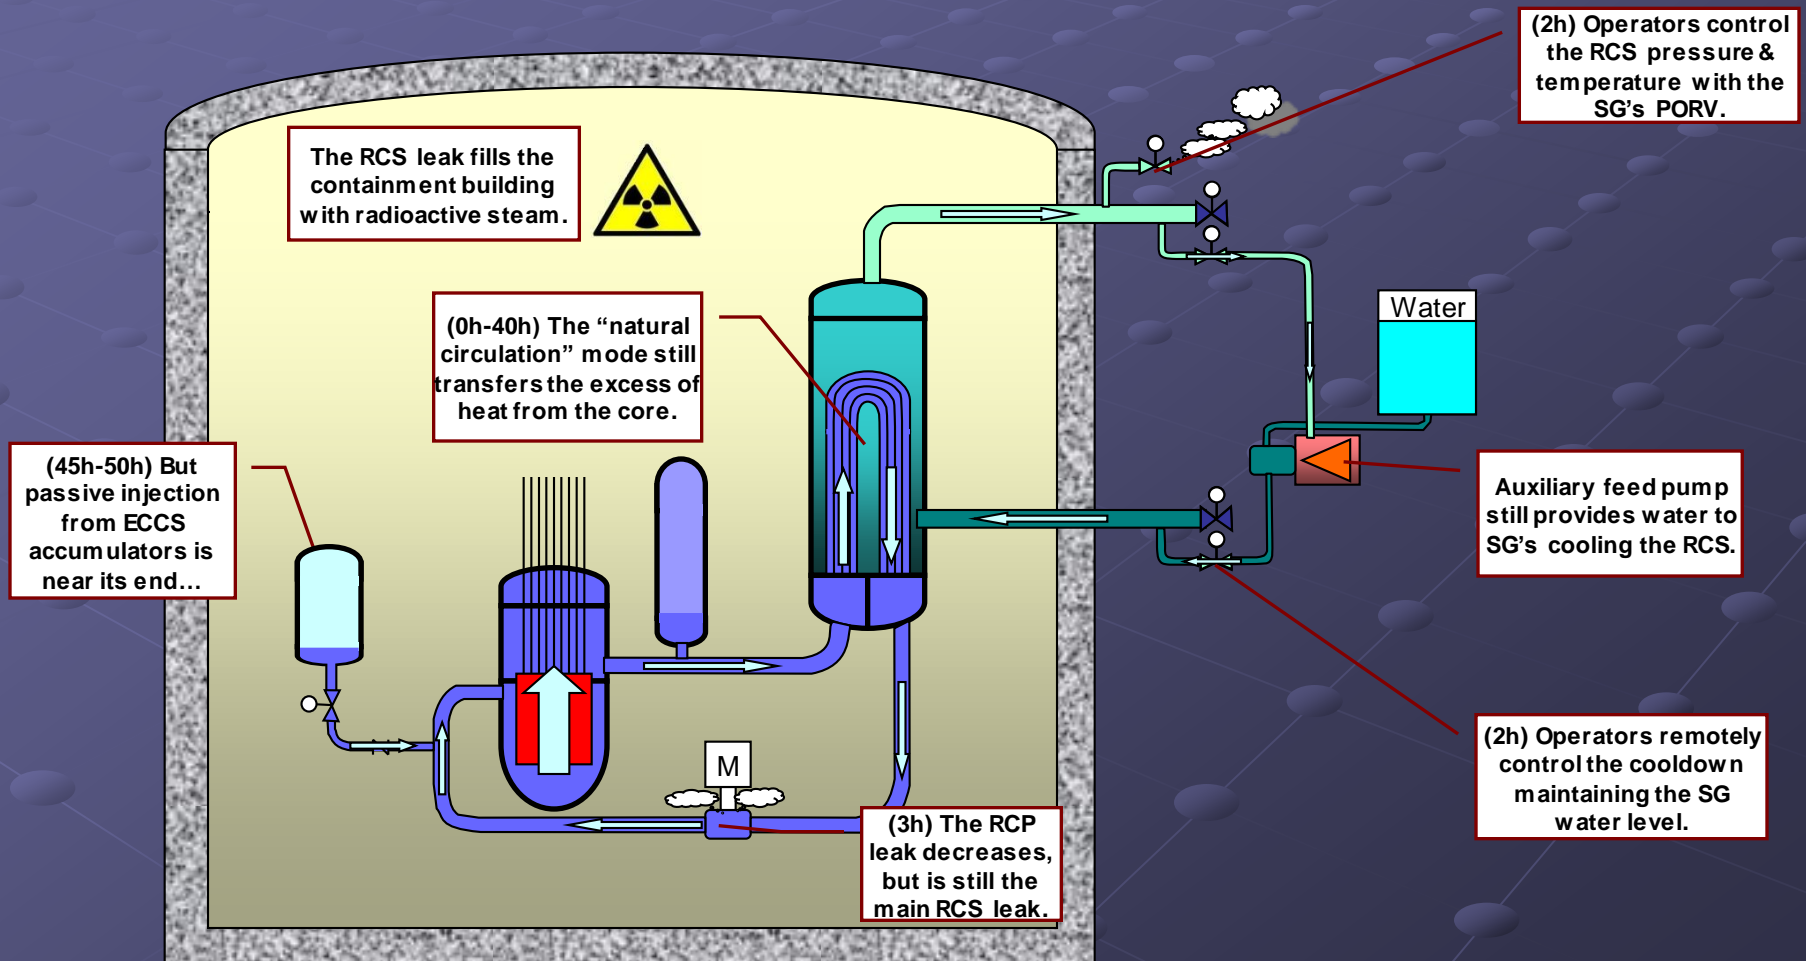 (2h) Operators control
the RCS pressure &
temperature with the
SG's PORV.
The RCS leak fills the
containment building
with radioactive steam.
(0h-40h) The “natural
circulation” mode still
transfers the excess of
heat from the core.
Water
(45h-50h) But
passive injection
from ECCS
accumulators is
near its end…
Auxiliary feed pump
still provides water to
SG's cooling the RCS.
(2h) Operators remotely
control the cooldown
maintaining the SG
water level.
M
(3h) The RCP
leak decreases,
but is still the
main RCS leak.